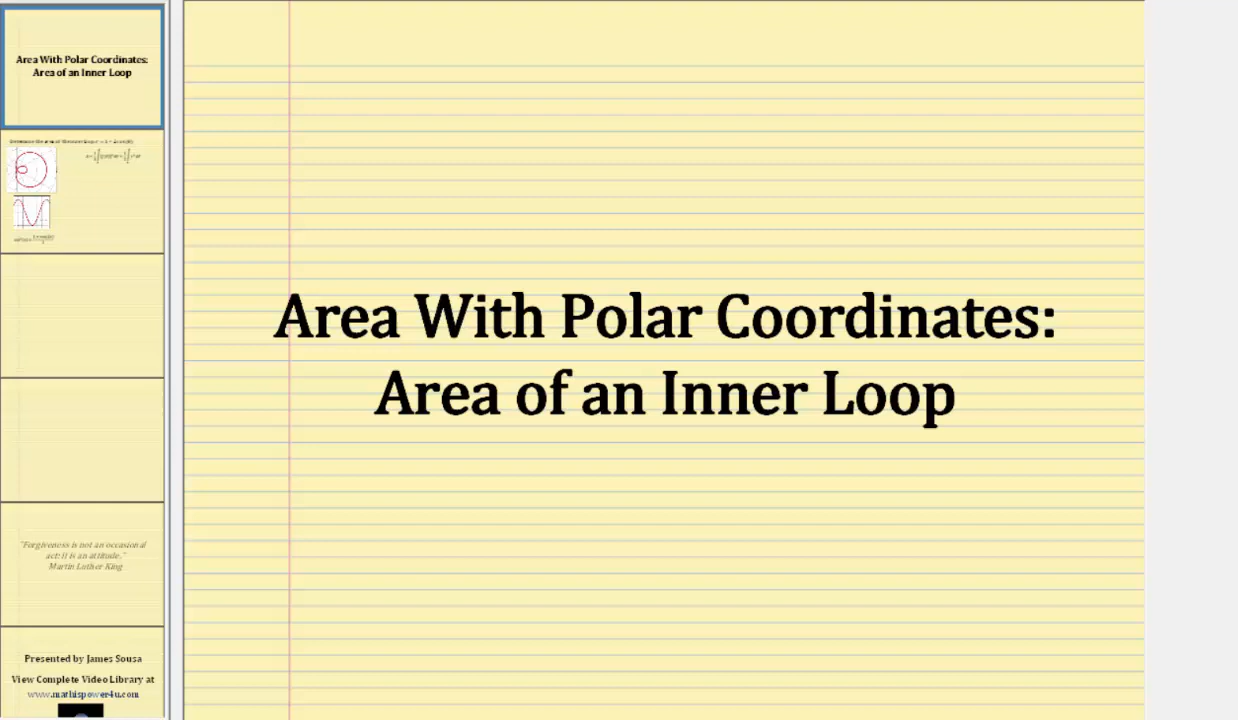 Area With Polar Coordinates:
Area of an Inner Loop
"Forgiveness is not an occasional
act: it is an attitude."
Martin Luther King
Presented by James Sousa
View Complete Video Library at
www.mathispower4u.com
Area With Polar Coordinates:
Area of an Inner Loop